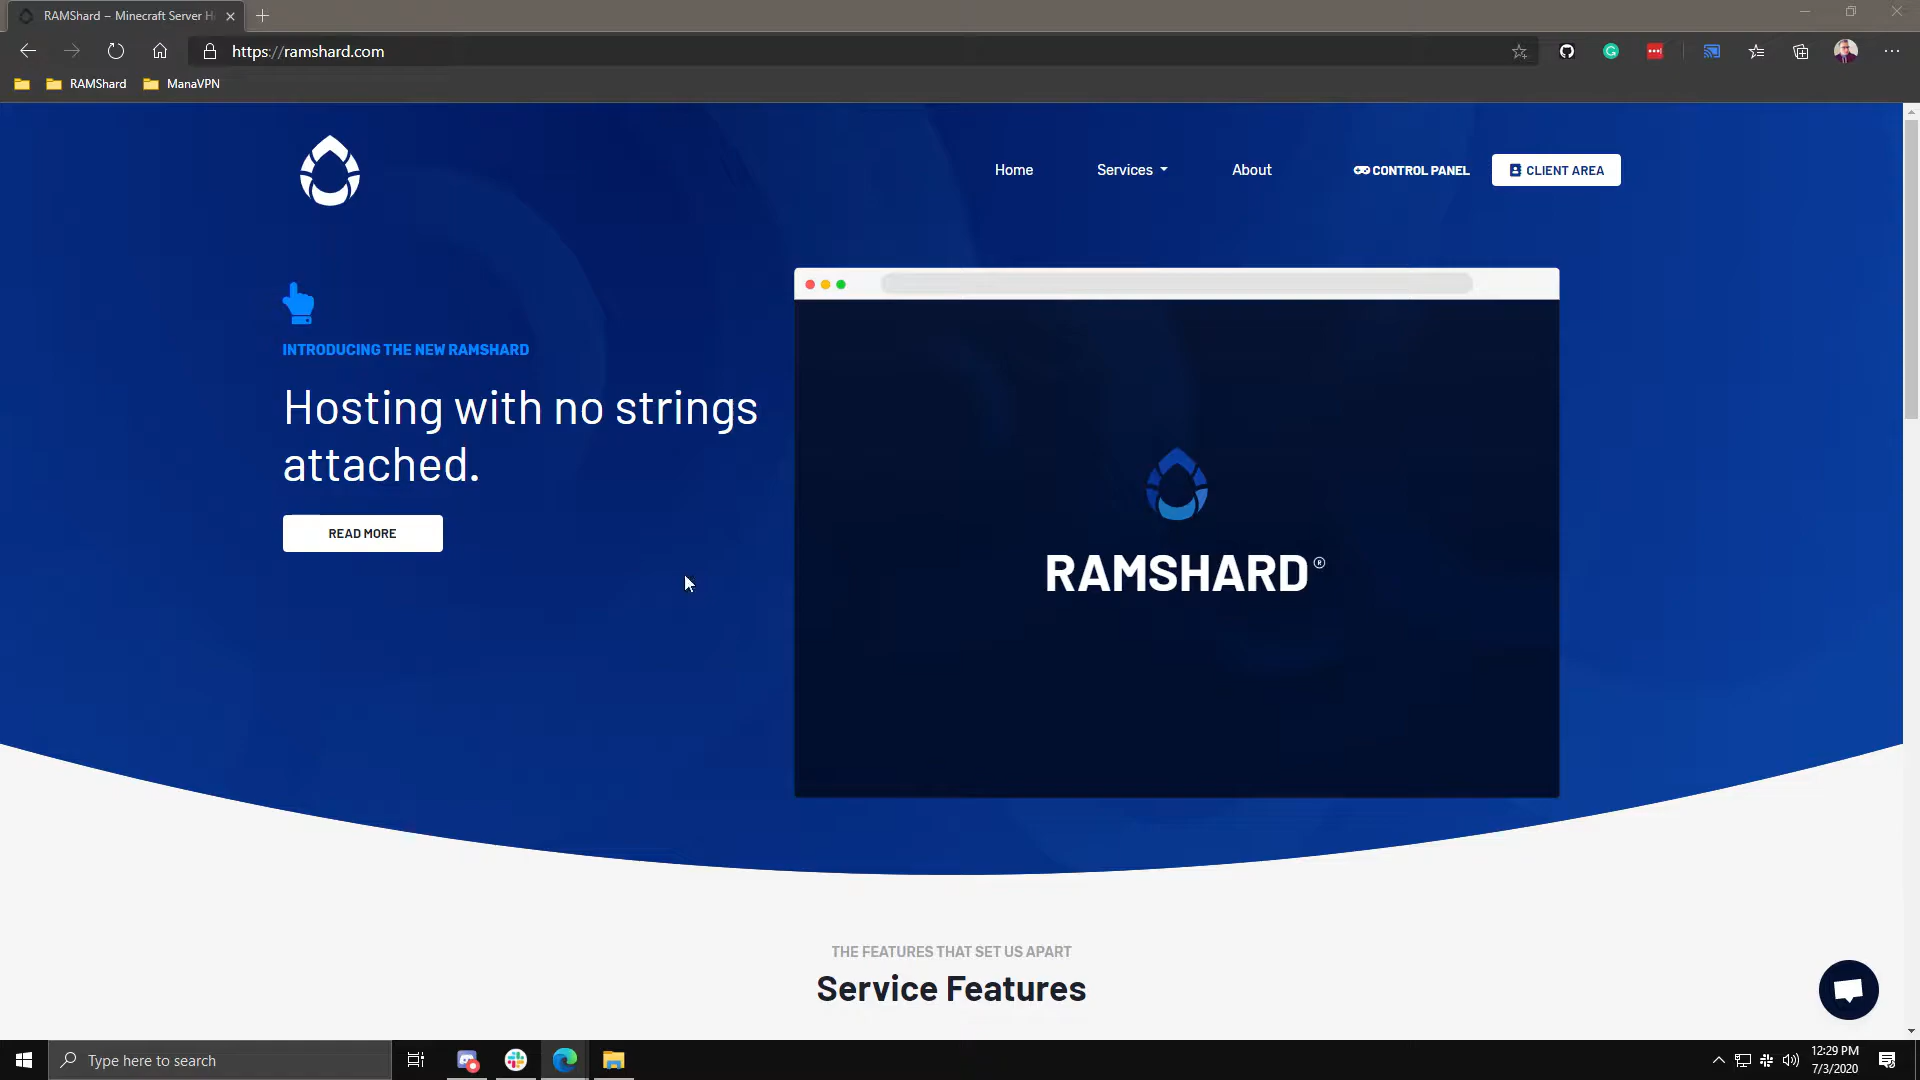 RAMShard – Minecraft Server H
https://ramshard.com
RAMShard
ManaVPN
Home
Services
About
CONTROL PANEL
CLIENT AREA
INTRODUCING THE NEW RAMSHARD
Hosting with no strings
attached.
READ MORE
RAMSHARD®
THE FEATURES THAT SET US APART
Service Features
Type here to search
12:29 PM
7/3/2020